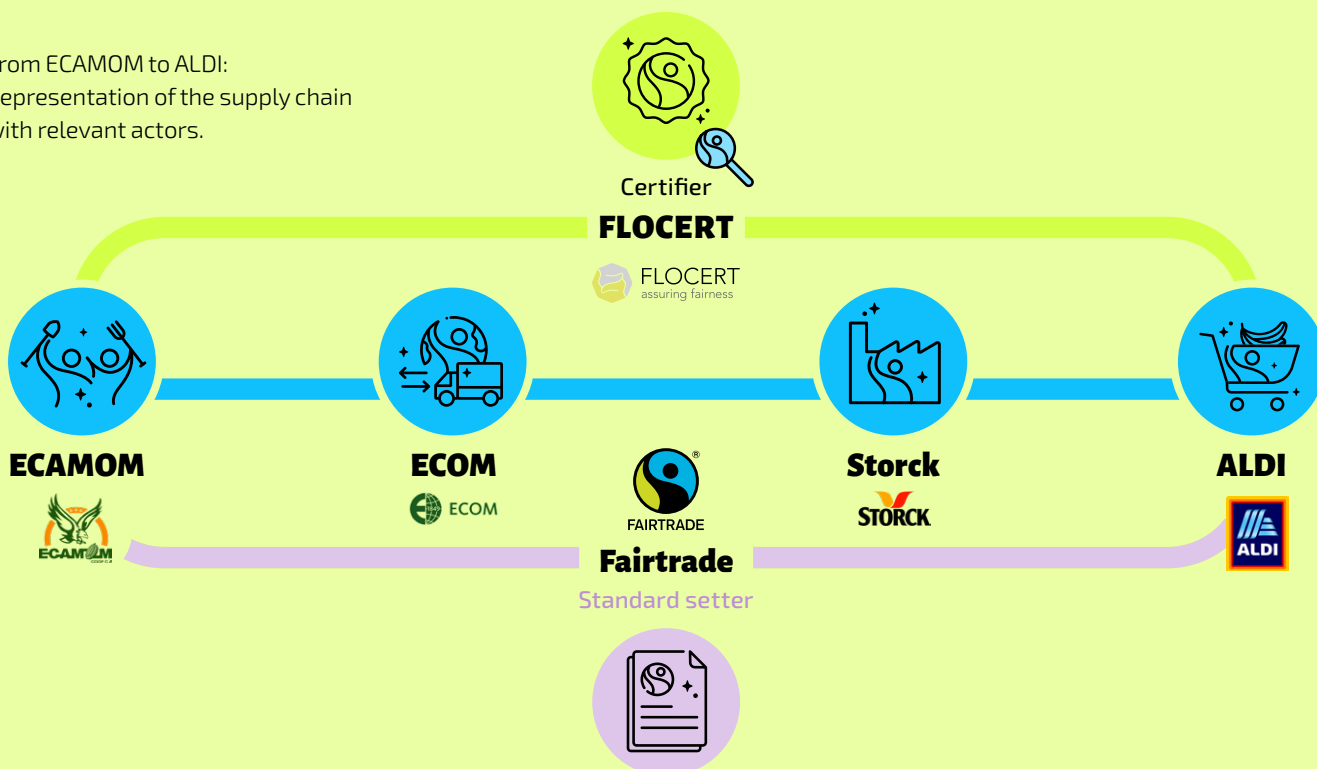 rom ECAMOM to ALDI:
epresentation of the supply chain
with relevant actors.
Certifier
FLOCERT
FLOCERT
assuring fairness
ECAMOM
ECOM
Storck
ALDI
ECAMOM
ECOM
®
FAIRTRADE
STORCK
ALDI
Fairtrade
Standard setter